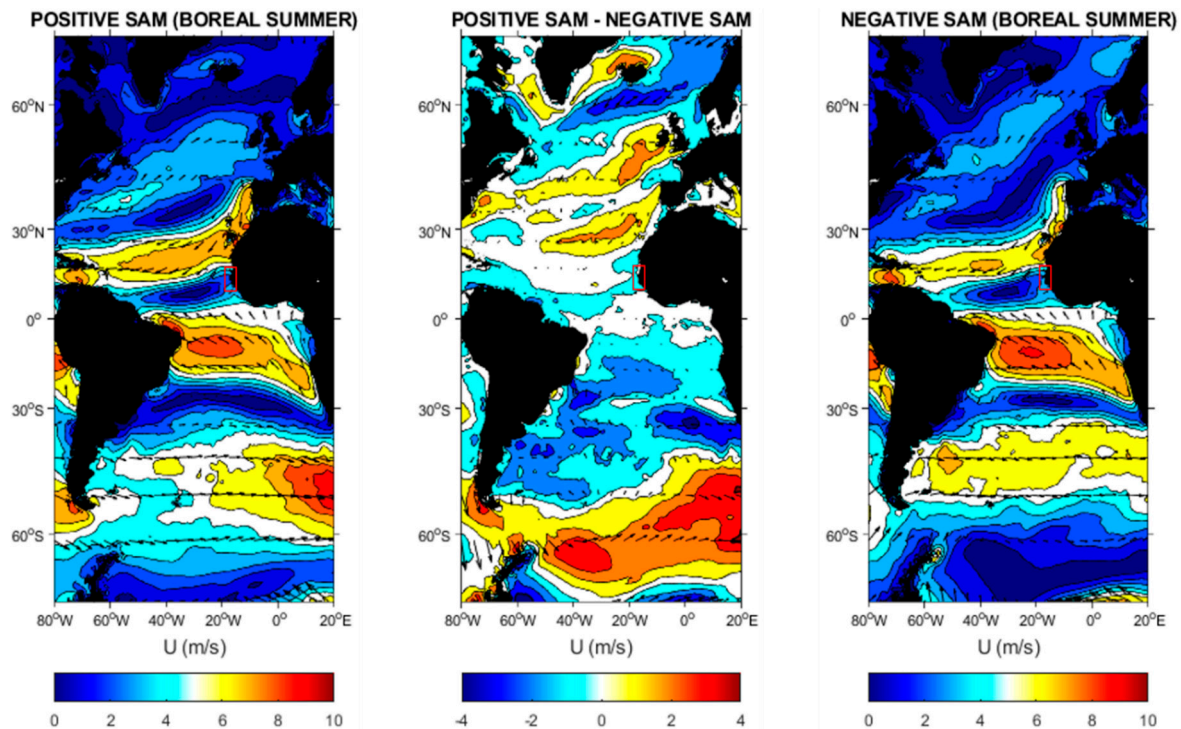 POSITIVE SAM (BOREAL SUMMER)
60°N
30°N
0°
30°S
60°S
80°W 60°W 40°W 20°W 0° 20°E
U (m/s)
0 2 4 6 8 10
POSITIVE SAM - NEGATIVE SAM
60°N
30°N
0°
30°S
60°S
80°W 60°W 40°W 20°W 0° 20°E
U (m/s)
-4 -2 0 2 4
NEGATIVE SAM (BOREAL SUMMER)
60°N
30°N
0°
30°S
60°S
80°W 60°W 40°W 20°W 0° 20°E
U (m/s)
0 2 4 6 8 10